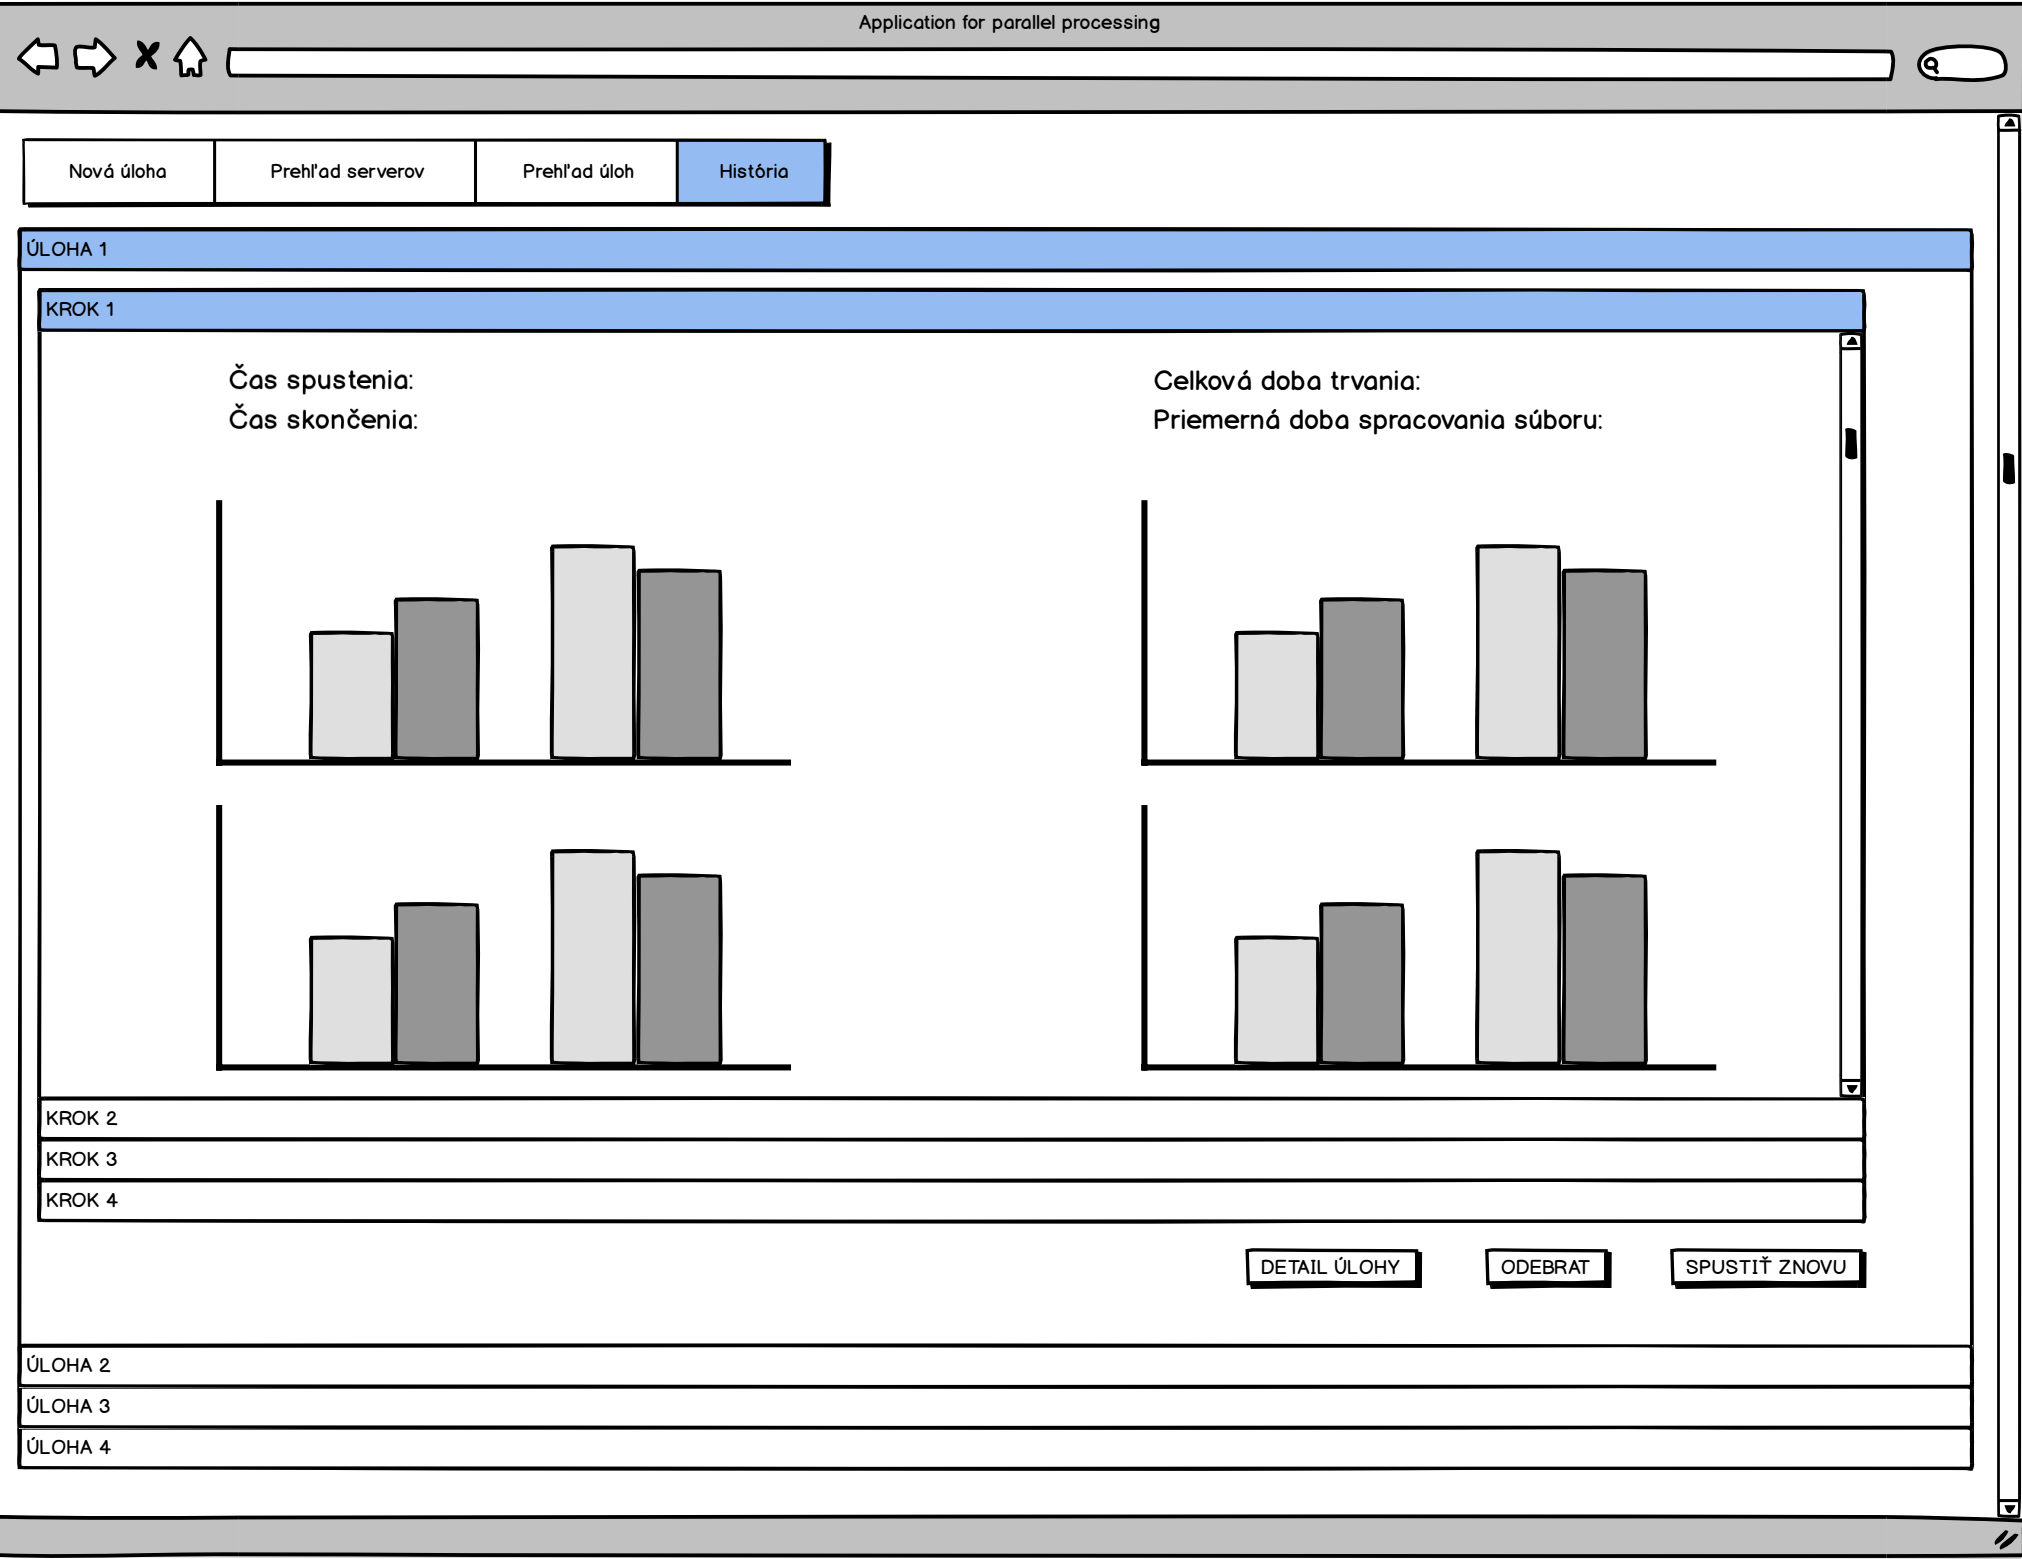 Application for parallel processing
Nová úloha Prehľad serverov Prehľad úloh História
ÚLOHA 1
KROK 1
Čas spustenia: Celková doba trvania:
Čas skončenia: Priemerná doba spracovania súboru:
KROK 2
KROK 3
KROK 4
DETAIL ÚLOHY ODEBRAT SPUSTIŤ ZNOVU
ÚLOHA 2
ÚLOHA 3
ÚLOHA 4